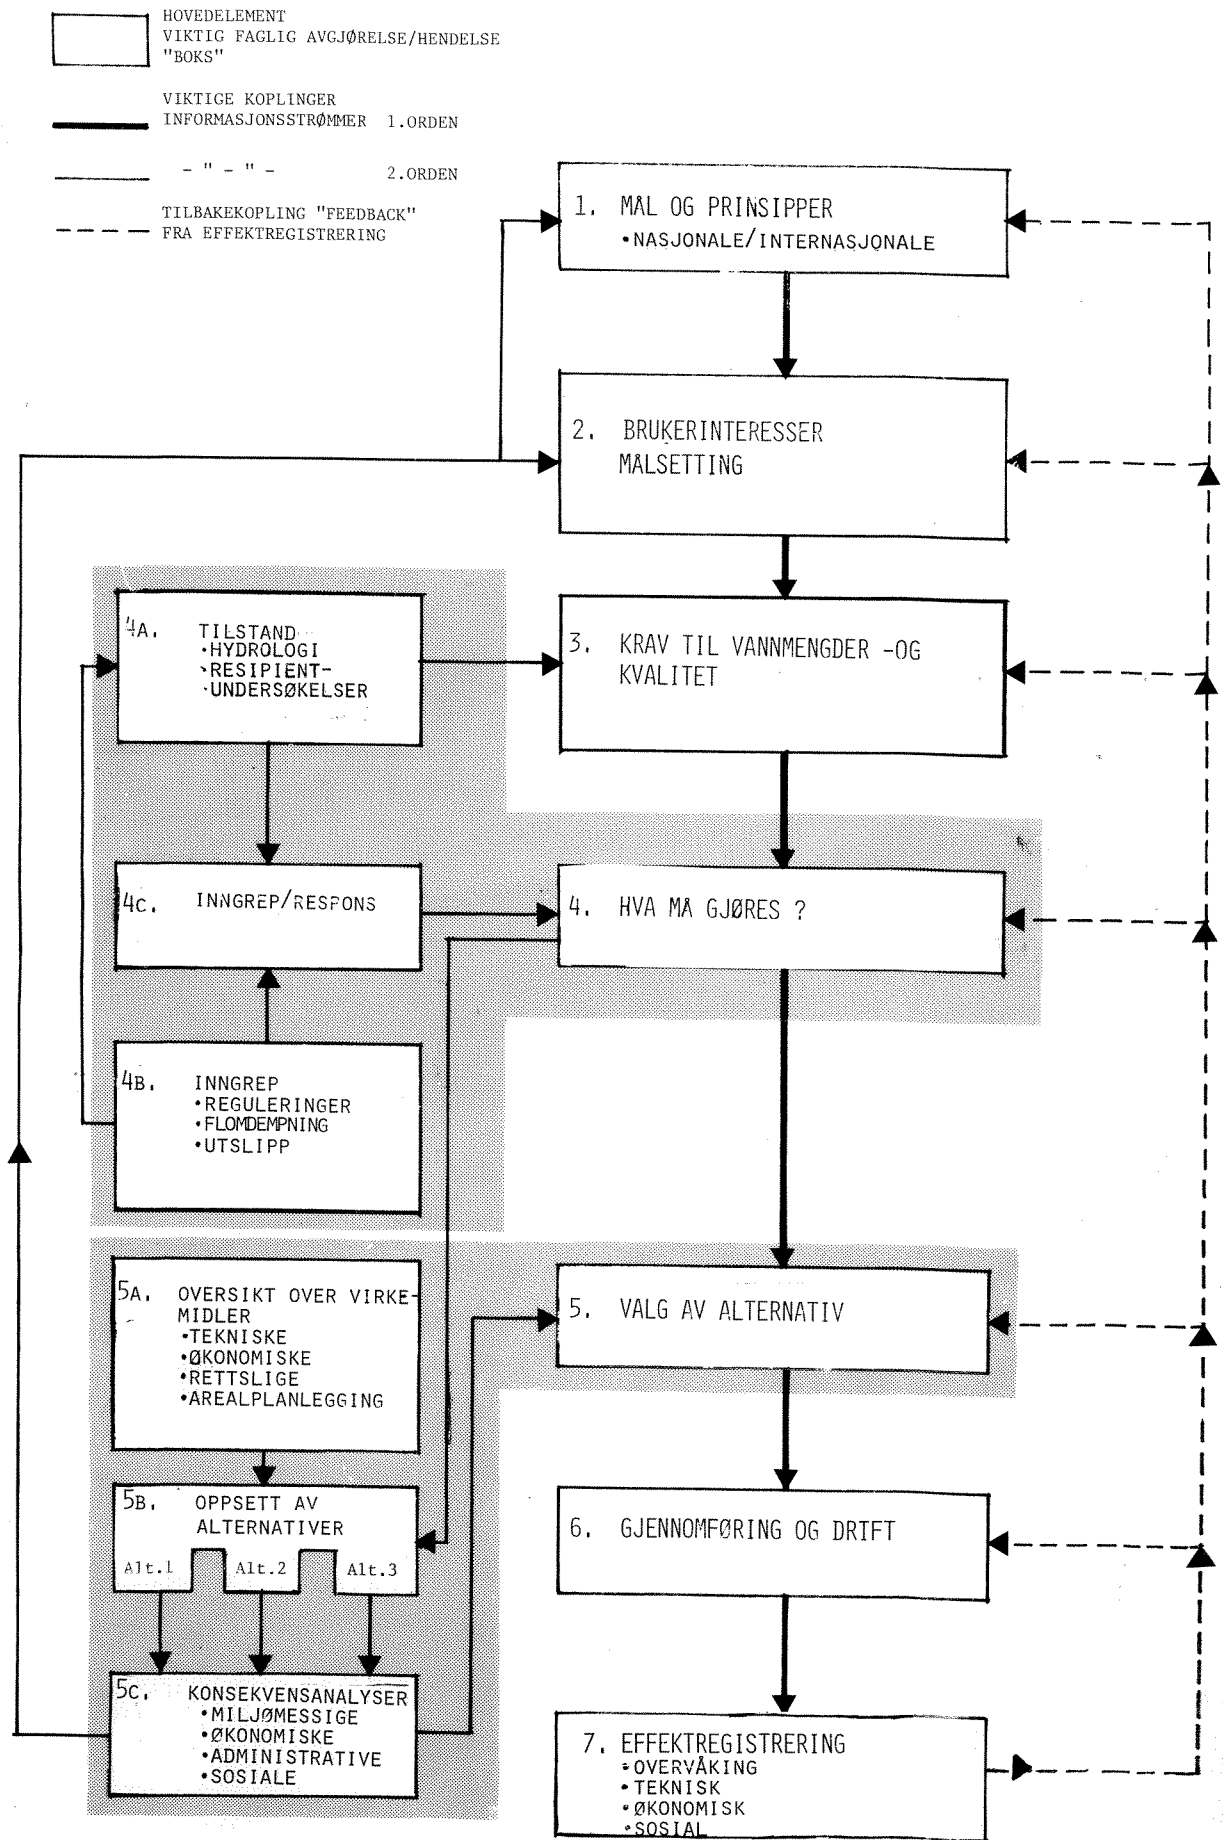 HOVEDELEMENT
VIKTIG FAGLIG AVGJØRELSE/HENDELSE
"BOKS"
VIKTIGE KOPLINGER
INFORMASJONSSTRØMMER 1.ORDEN
- " - " - 2.ORDEN
TILBAKEKOPLING "FEEDBACK"
FRA EFFEKTREGISTRERING
1. MÅL OG PRINSIPPER
•NASJONALE/INTERNASJONALE
2. BRUKERINTERESSER
MÅLSETTING
4A. TILSTAND
•HYDROLOGI
•RESIPIENT-
•UNDERSØKELSER
3. KRAV TIL VANNMENGDER -OG
KVALITET
4C. INNGREP/RESPONS
4. HVA MÅ GJØRES ?
4B. INNGREP
•REGULERINGER
•FLOMDEMPNING
•UTSLIPP
5A. OVERSIKT OVER VIRKE-
MIDLER
•TEKNISKE
•ØKONOMISKE
•RETTSLIGE
•AREALPLANLEGGING
5. VALG AV ALTERNATIV
5B. OPPSETT AV
ALTERNATIVER
Alt.1 Alt.2 Alt.3
6. GJENNOMFØRING OG DRIFT
5C. KONSEKVENSANALYSER
•MILJØMESSIGE
•ØKONOMISKE
•ADMINISTRATIVE
•SOSIALE
7. EFFEKTREGISTRERING
•OVERVÅKING
•TEKNISK
•ØKONOMISK
•SOSIAL